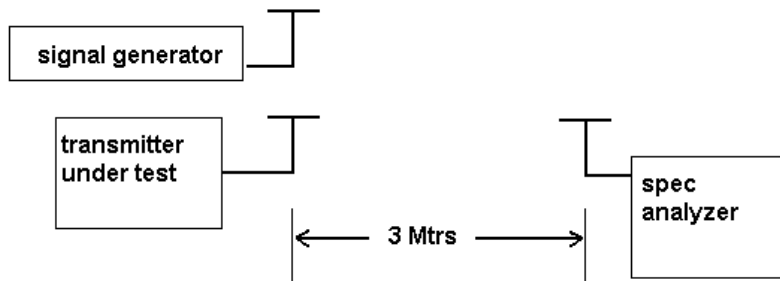 signal generator
transmitter
under test
spec
analyzer
3 Mtrs